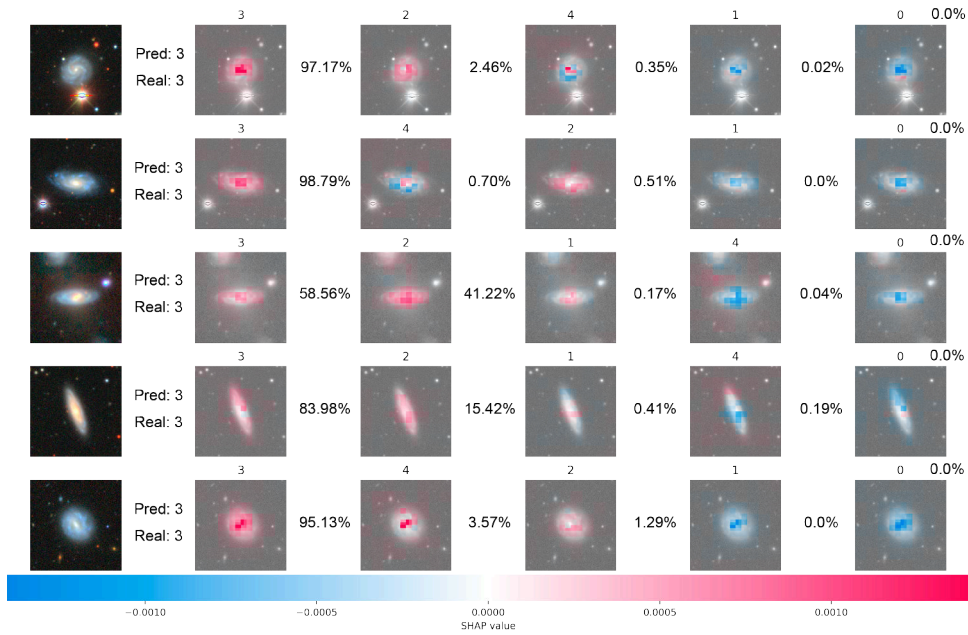 3 2 4 1 0 0.0%
Pred: 3
Real: 3
97.17% 2.46% 0.35% 0.02%
3 4 2 1 0 0.0%
Pred: 3
Real: 3
98.79% 0.70% 0.51% 0.0%
3 2 1 4 0 0.0%
Pred: 3
Real: 3
58.56% 41.22% 0.17% 0.04%
3 2 1 4 0 0.0%
Pred: 3
Real: 3
83.98% 15.42% 0.41% 0.19%
3 4 2 1 0 0.0%
Pred: 3
Real: 3
95.13% 3.57% 1.29% 0.0%
−0.0010 −0.0005 0.0000 0.0005 0.0010
SHAP value